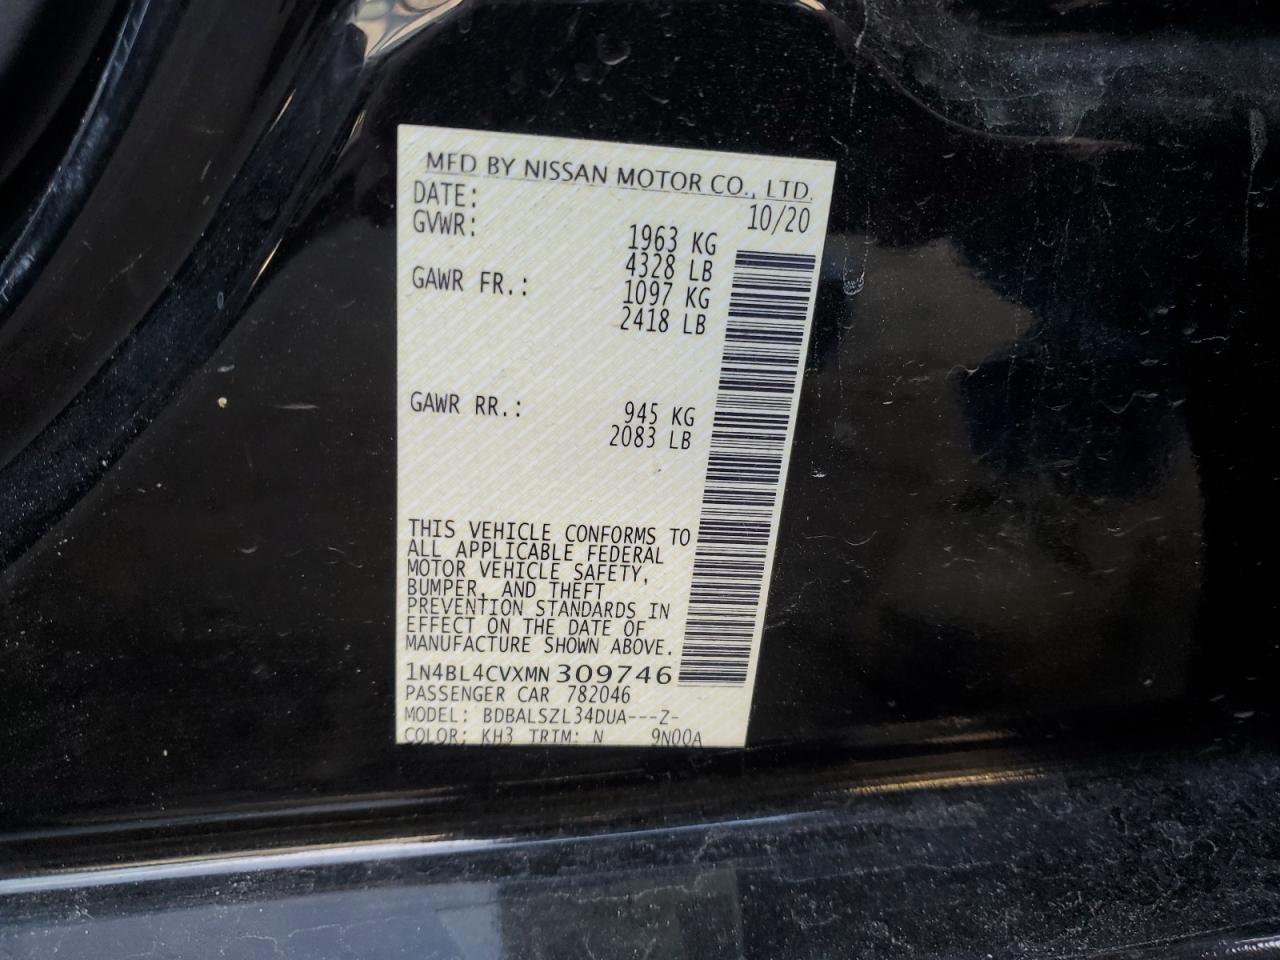 MFD BY NISSAN MOTOR CO., LTD.
DATE: 10/20
GVWR: 1963 KG
4328 LB
GAWR FR.: 1097 KG
2418 LB
GAWR RR.: 945 KG
2083 LB
THIS VEHICLE CONFORMS TO
ALL APPLICABLE FEDERAL
MOTOR VEHICLE SAFETY,
BUMPER, AND THEFT
PREVENTION STANDARDS IN
EFFECT ON THE DATE OF
MANUFACTURE SHOWN ABOVE.
1N4BL4CVXMN309746
PASSENGER CAR 782046
MODEL: BDBALSZL34DUA---Z-
COLOR: KH3 TRIM: N 9N00A